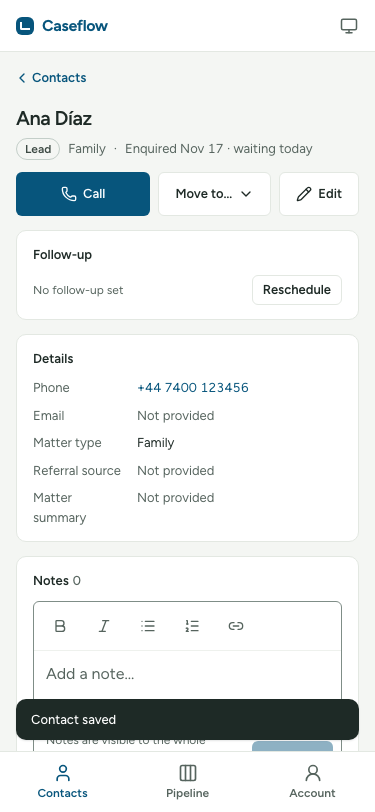 Caseflow
Contacts
Ana Díaz
Lead Family · Enquired Nov 17 · waiting today
Call Move to... Edit
Follow-up
No follow-up set Reschedule
Details
Phone +44 7400 123456
Email Not provided
Matter type Family
Referral source Not provided
Matter summary Not provided
Notes 0
Add a note...
Contact saved
Notes are visible to the whole
Contacts Pipeline Account